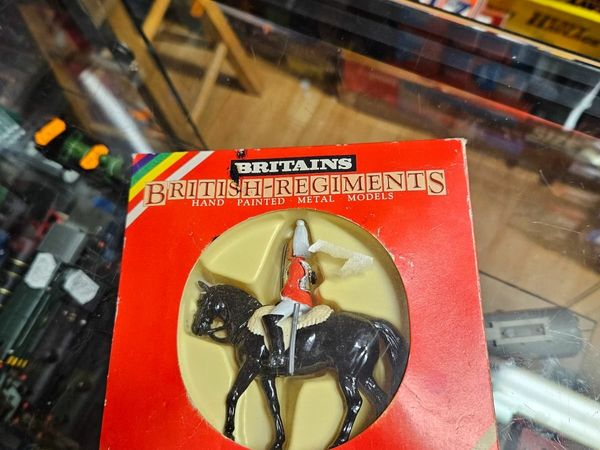 BRITAINS
BRITISH-REGIMENTS
HAND PAINTED METAL MODELS